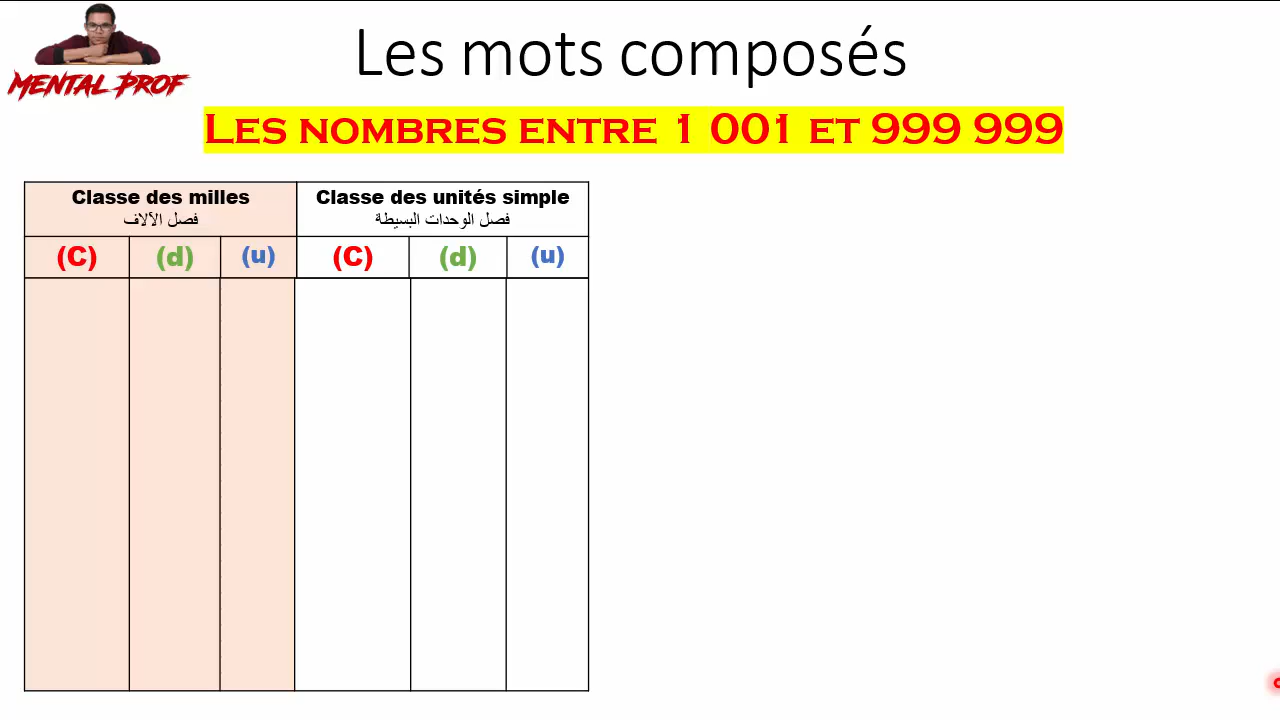 MENTAL PROF
Les mots composés
LES NOMBRES ENTRE 1 001 ET 999 999
Classe des milles
فصل الآلاف
Classe des unités simple
فصل الوحدات البسيطة
(C) (d) (u) (C) (d) (u)